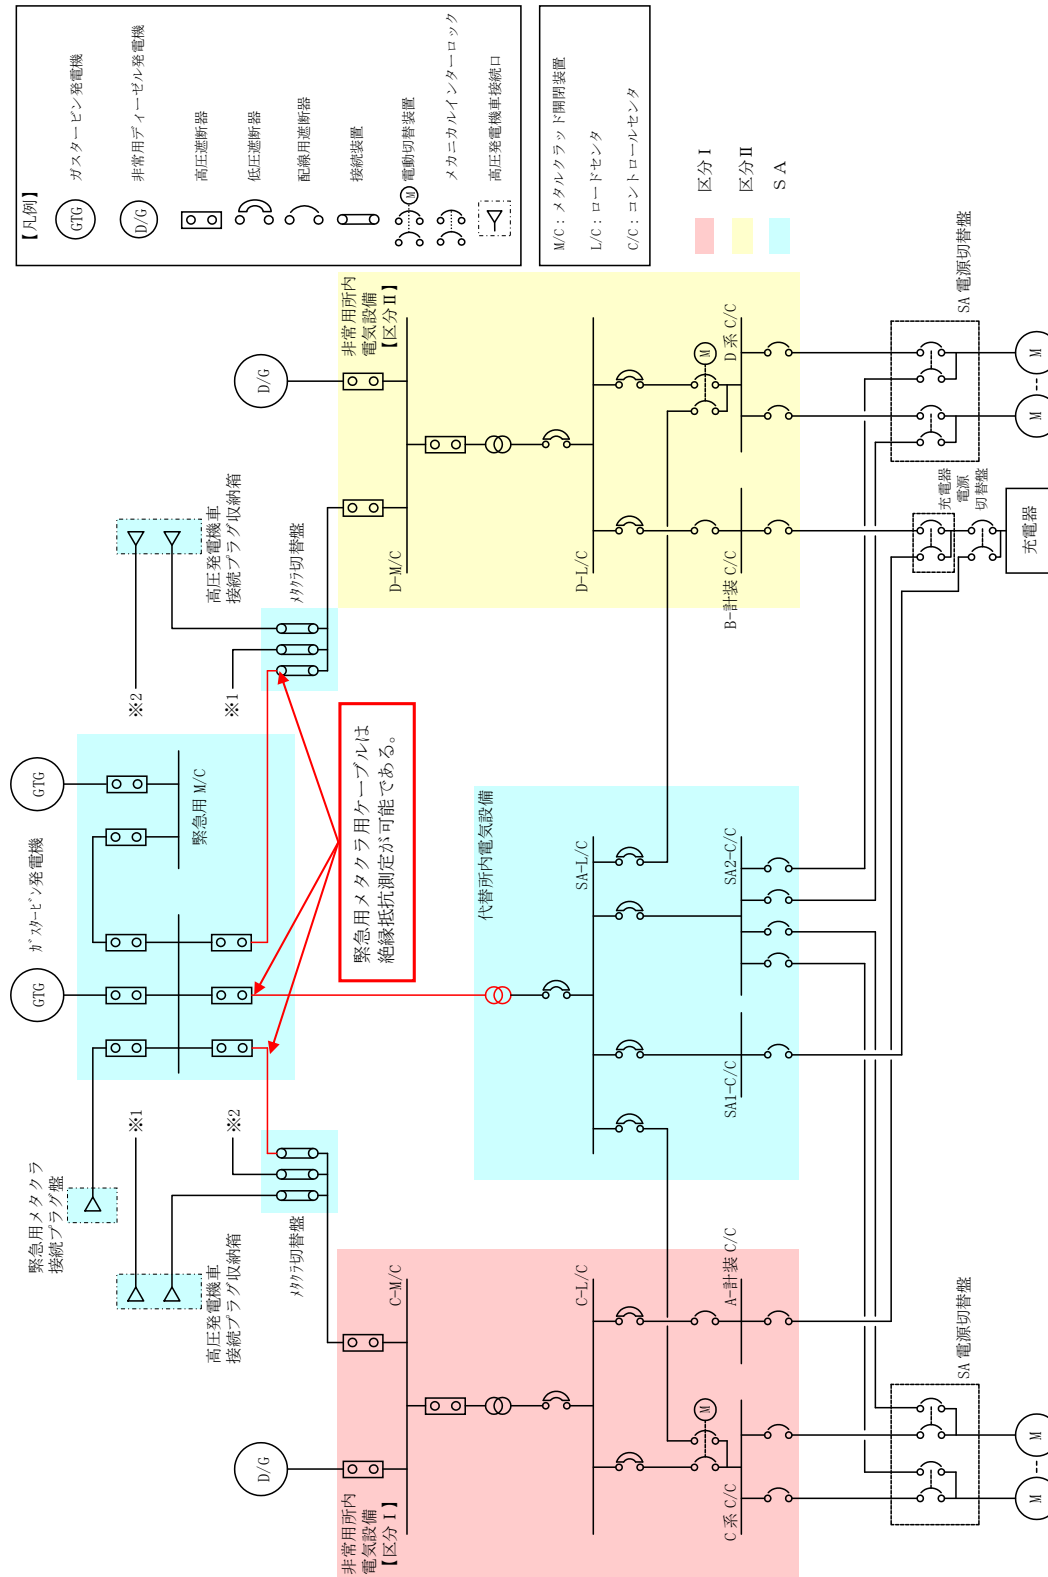 【凡例】
GTG
ガスタービン発電機
D/G
非常用ディーゼル発電機
高圧遮断器
低圧遮断器
配線用遮断器
接続装置
M
電動切替装置
メカニカルインターロック
高圧発電機車接続口
M/C：メタルクラッド開閉装置
L/C：ロードセンタ
C/C：コントロールセンタ
区分Ⅰ
区分Ⅱ
ＳＡ
GTG
ｶﾞｽﾀｰﾋﾞﾝ発電機
GTG
緊急用 M/C
緊急用メタクラ
接続プラグ盤
※1
※2
高圧発電機車
接続プラグ収納箱
ﾒﾀｸﾗ切替盤
※2
※1
高圧発電機車
接続プラグ収納箱
ﾒﾀｸﾗ切替盤
緊急用メタクラ用ケーブルは
絶縁抵抗測定が可能である。
D/G
非常用所内
電気設備
【区分Ⅰ】
C-M/C
C-L/C
M
C 系 C/C
A-計装 C/C
代替所内電気設備
SA-L/C
SA1-C/C
SA2-C/C
D/G
非常用所内
電気設備
【区分Ⅱ】
D-M/C
D-L/C
M
B-計装 C/C
D 系 C/C
SA 電源切替盤
M
M
充電器
電源
切替盤
充電器
SA 電源切替盤
M
M